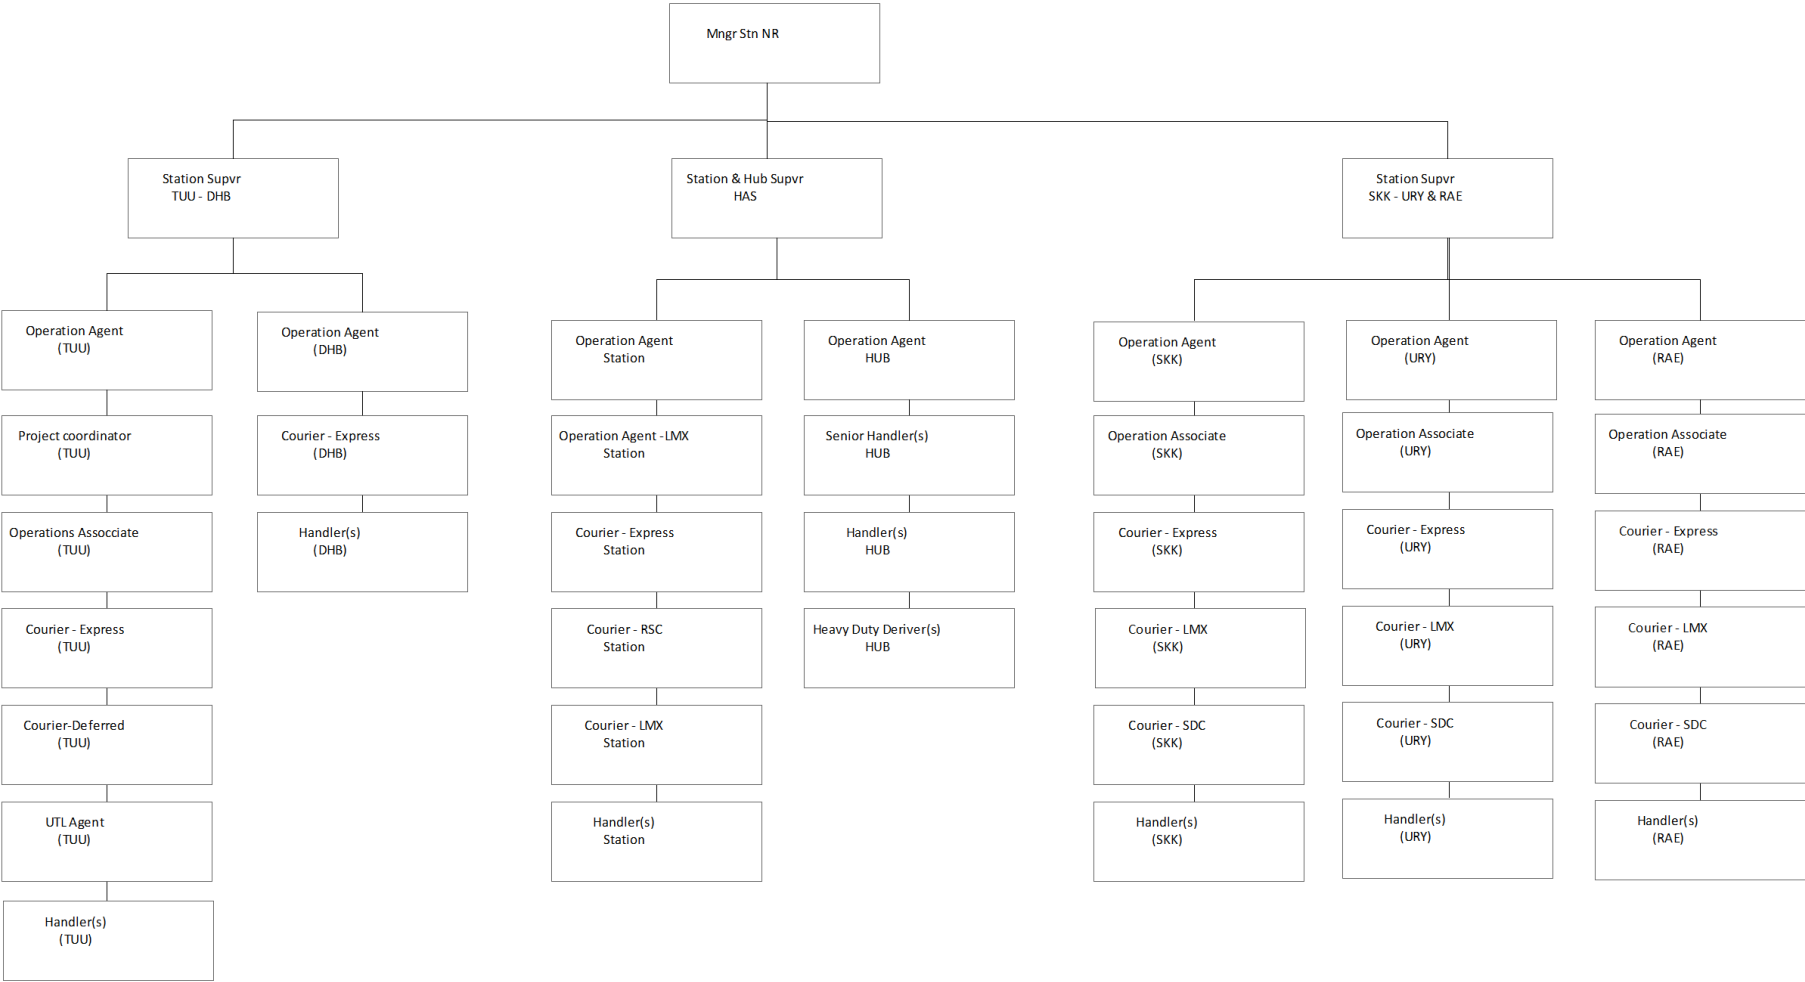 Mngr Stn NR
Station Supvr
TUU - DHB
Station & Hub Supvr
HAS
Station Supvr
SKK - URY & RAE
Operation Agent
(TUU)
Project coordinator
(TUU)
Operations Assocciate
(TUU)
Courier - Express
(TUU)
Courier-Deferred
(TUU)
UTL Agent
(TUU)
Handler(s)
(TUU)
Operation Agent
(DHB)
Courier - Express
(DHB)
Handler(s)
(DHB)
Operation Agent
Station
Operation Agent -LMX
Station
Courier - Express
Station
Courier - RSC
Station
Courier - LMX
Station
Handler(s)
Station
Operation Agent
HUB
Senior Handler(s)
HUB
Handler(s)
HUB
Heavy Duty Deriver(s)
HUB
Operation Agent
(SKK)
Operation Associate
(SKK)
Courier - Express
(SKK)
Courier - LMX
(SKK)
Courier - SDC
(SKK)
Handler(s)
(SKK)
Operation Agent
(URY)
Operation Associate
(URY)
Courier - Express
(URY)
Courier - LMX
(URY)
Courier - SDC
(URY)
Handler(s)
(URY)
Operation Agent
(RAE)
Operation Associate
(RAE)
Courier - Express
(RAE)
Courier - LMX
(RAE)
Courier - SDC
(RAE)
Handler(s)
(RAE)